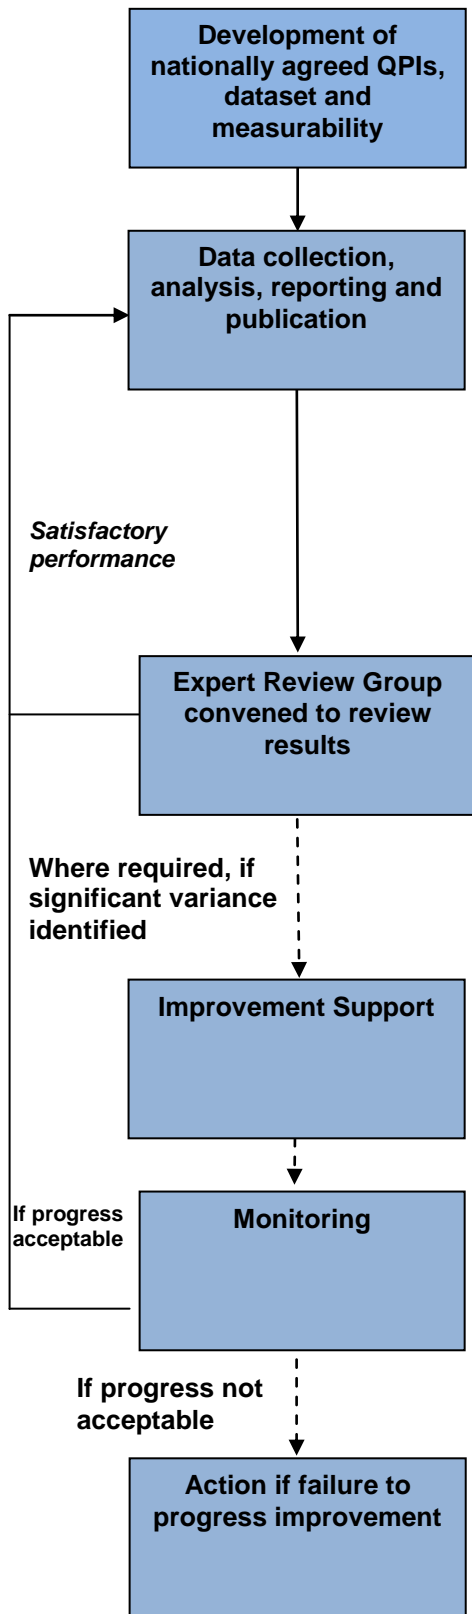 Development of
nationally agreed QPIs,
dataset and
measurability
Data collection,
analysis, reporting and
publication
Satisfactory
performance
Expert Review Group
convened to review
results
Where required, if
significant variance
identified
Improvement Support
If progress
acceptable
Monitoring
If progress not
acceptable
Action if failure to
progress improvement